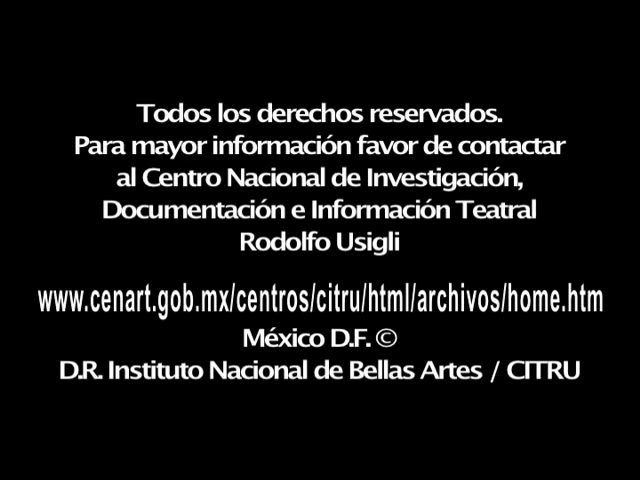 Todos los derechos reservados.
Para mayor información favor de contactar
al Centro Nacional de Investigación,
Documentación e Información Teatral
Rodolfo Usigli
www.cenart.gob.mx/centros/citru/html/archivos/home.htm
México D.F. ©
D.R. Instituto Nacional de Bellas Artes / CITRU